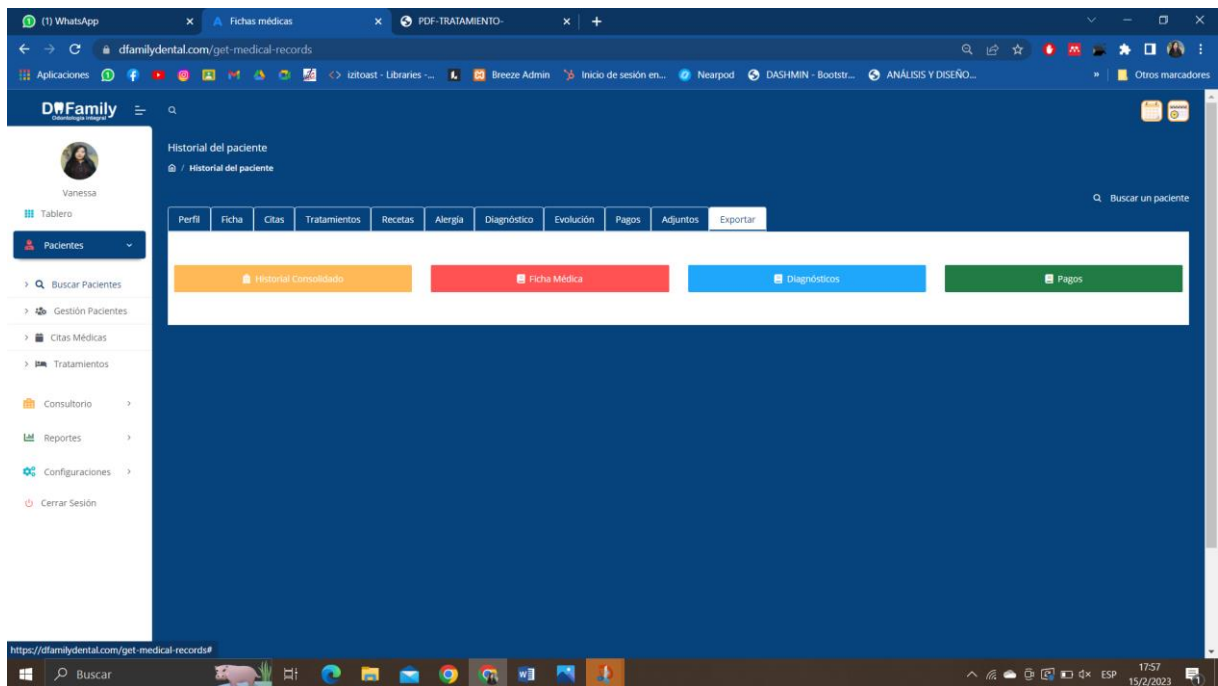 (1) WhatsApp
Fichas médicas
PDF-TRATAMIENTO-
dfamilydental.com/get-medical-records
Aplicaciones
izitoast - Libraries -...
Breeze Admin
Inicio de sesión en...
Nearpod
DASHMIN - Bootstr...
ANÁLISIS Y DISEÑO...
»
Otros marcadores
Family
Odontología Integral
Historial del paciente
/ Historial del paciente
Vanessa
Buscar un paciente
Tablero
Perfil
Ficha
Citas
Tratamientos
Recetas
Alergía
Diagnóstico
Evolución
Pagos
Adjuntos
Exportar
Pacientes
Historial Consolidado
Ficha Médica
Diagnósticos
Pagos
Buscar Pacientes
Gestión Pacientes
Citas Médicas
Tratamientos
Consultorio
Reportes
Configuraciones
Cerrar Sesión
https://dfamilydental.com/get-medical-records#
Buscar
ESP
17:57
15/2/2023